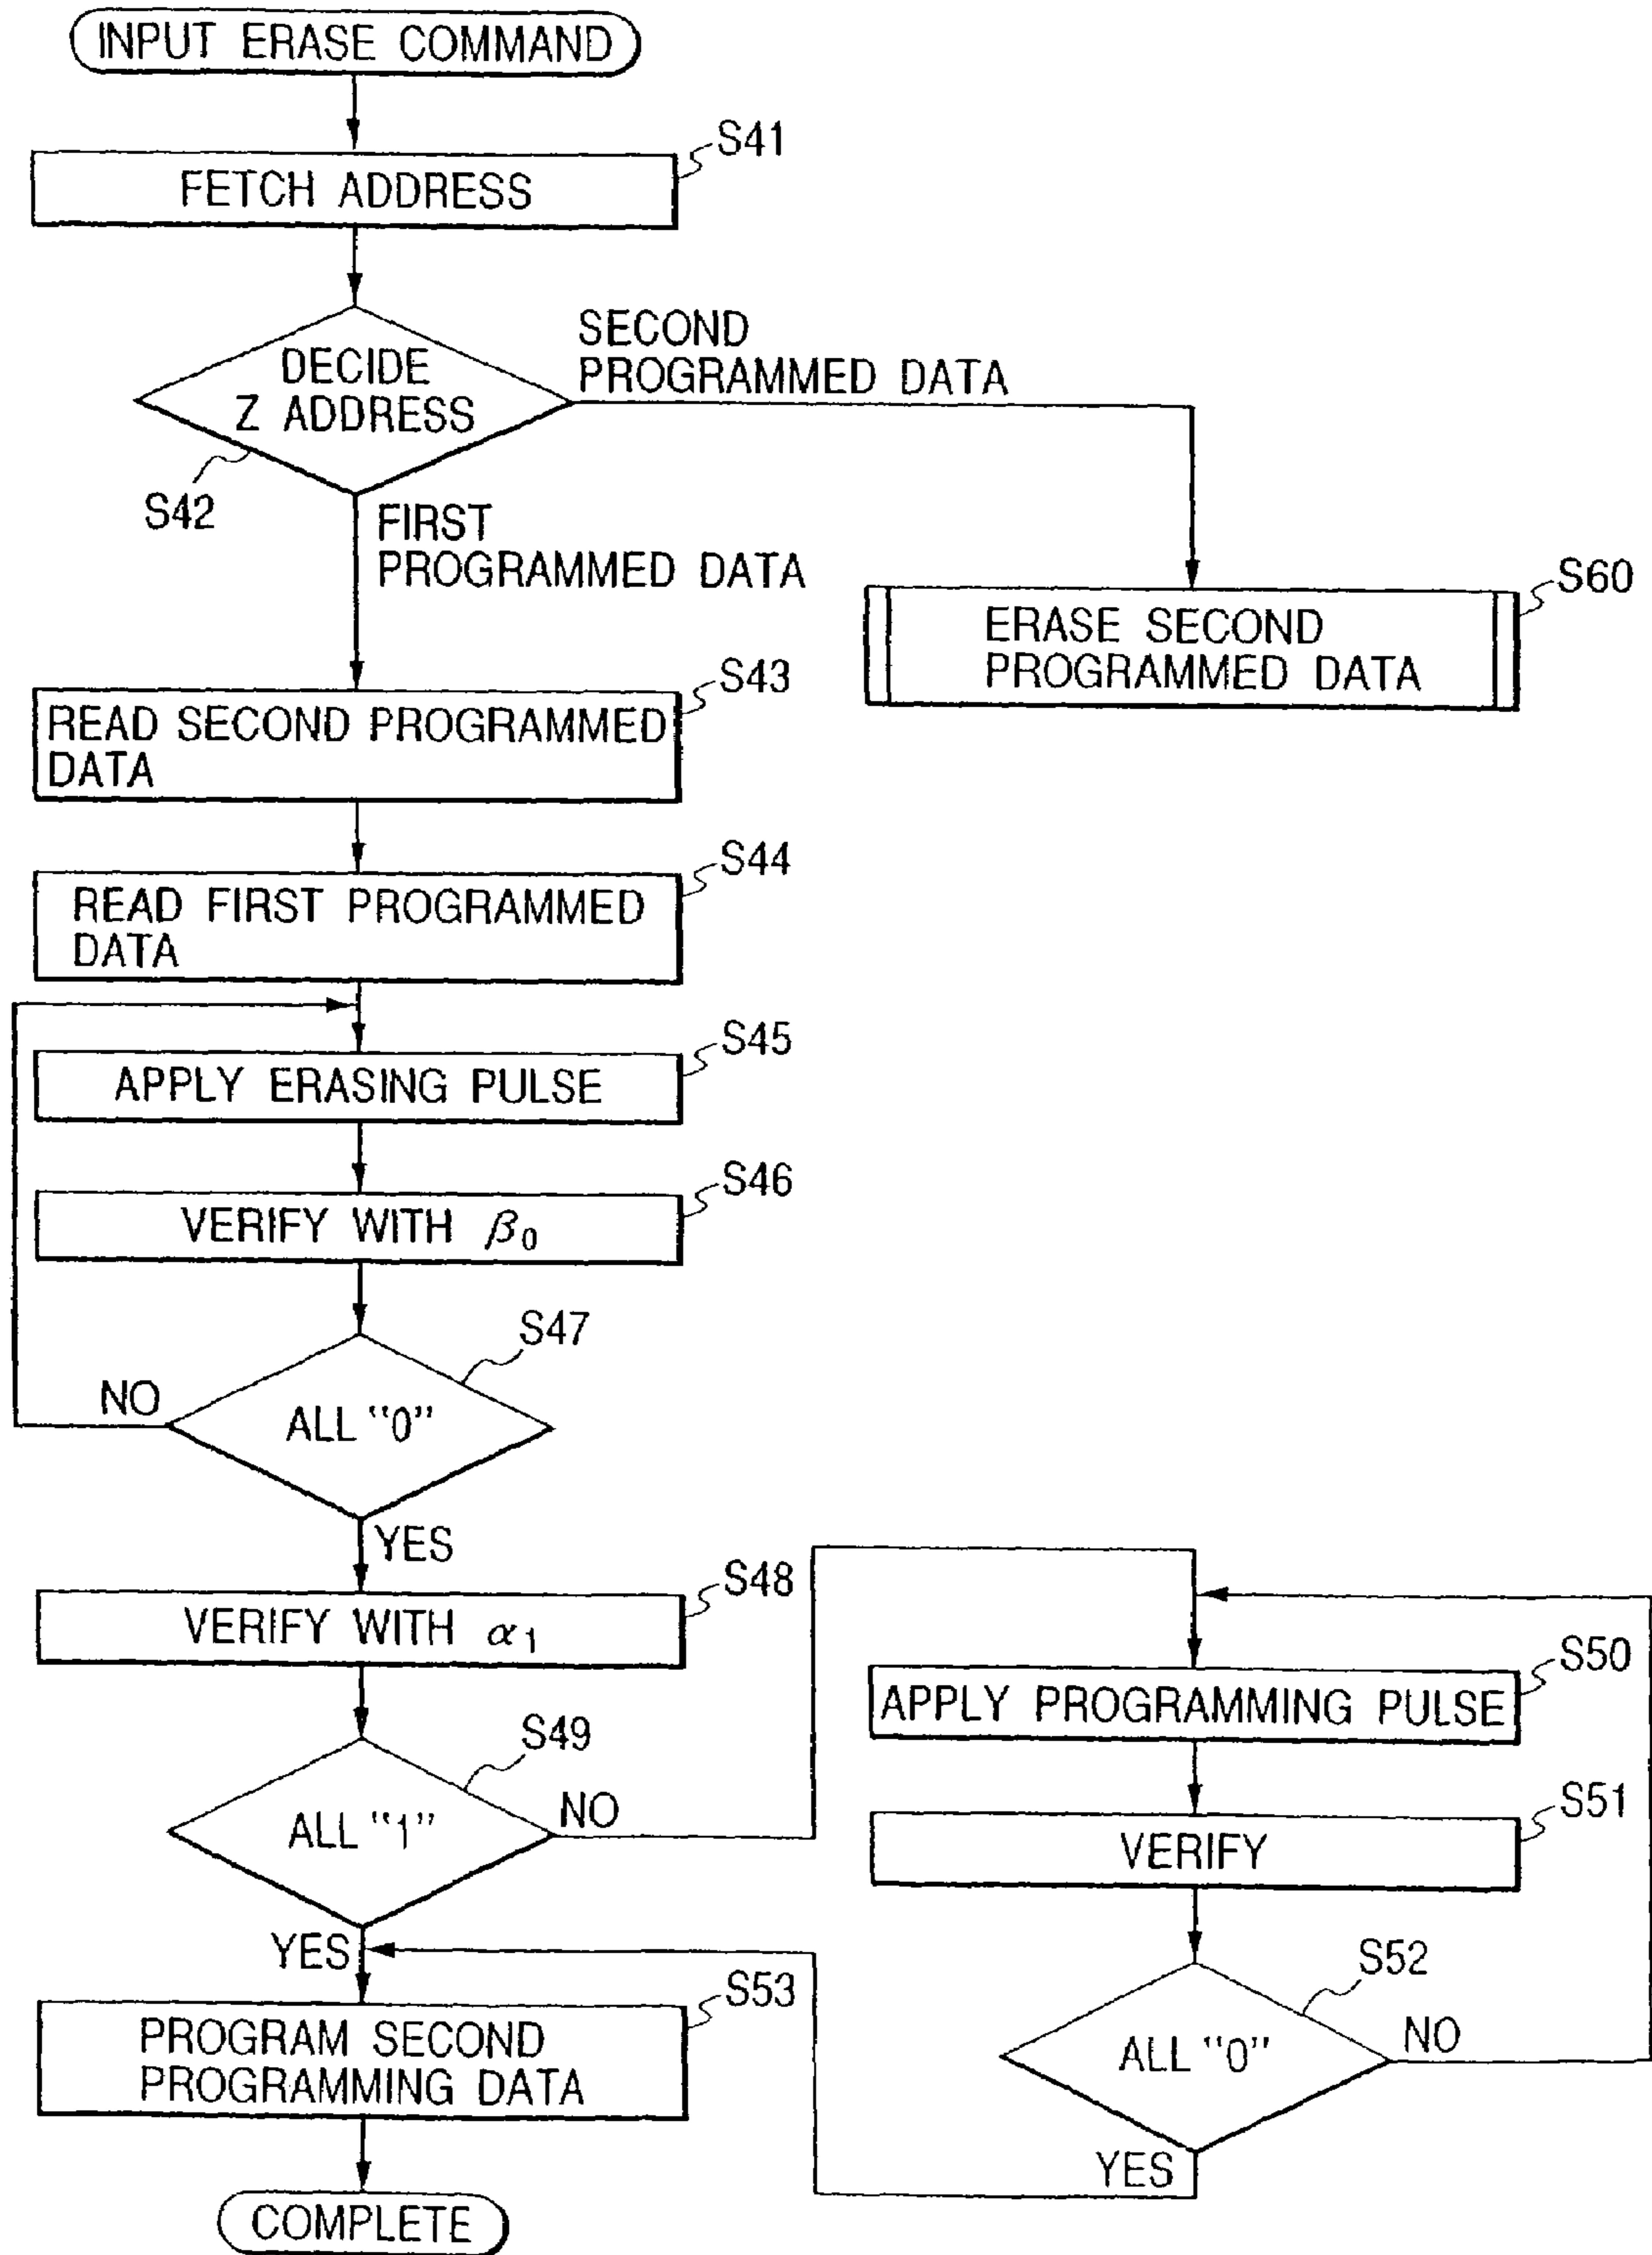 INPUT ERASE COMMAND
S41
FETCH ADDRESS
DECIDE
Z ADDRESS
S42
SECOND
PROGRAMMED DATA
FIRST
PROGRAMMED DATA
S60
ERASE SECOND
PROGRAMMED DATA
S43
READ SECOND PROGRAMMED
DATA
S44
READ FIRST PROGRAMMED
DATA
S45
APPLY ERASING PULSE
S46
VERIFY WITH β₀
S47
NO
ALL "0"
YES
S48
VERIFY WITH α₁
S49
ALL "1"
NO
YES
S50
APPLY PROGRAMMING PULSE
S51
VERIFY
S52
ALL "0"
NO
YES
S53
PROGRAM SECOND
PROGRAMMING DATA
COMPLETE